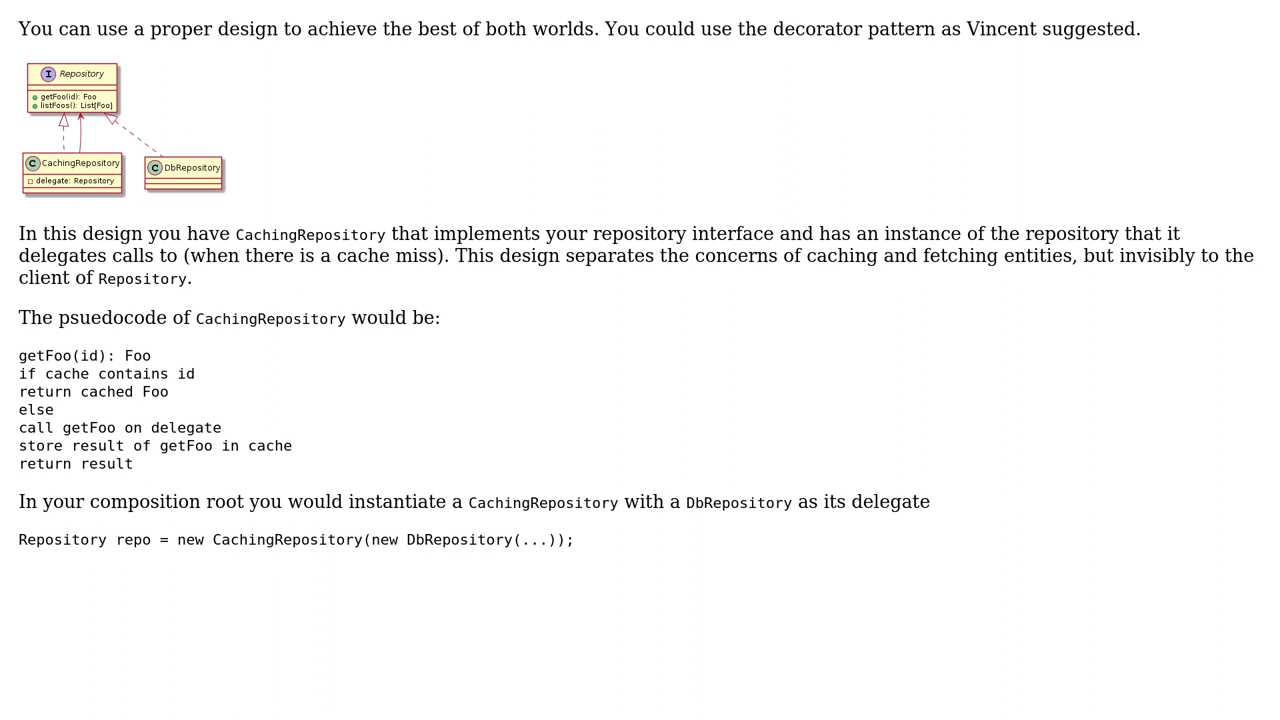 You can use a proper design to achieve the best of both worlds. You could use the decorator pattern as Vincent suggested.
I Repository
getFoo(id): Foo
listFoos(): List[Foo]
C CachingRepository
delegate: Repository
C DbRepository
In this design you have CachingRepository that implements your repository interface and has an instance of the repository that it
delegates calls to (when there is a cache miss). This design separates the concerns of caching and fetching entities, but invisibly to the
client of Repository.
The psuedocode of CachingRepository would be:
getFoo(id): Foo
if cache contains id
return cached Foo
else
call getFoo on delegate
store result of getFoo in cache
return result
In your composition root you would instantiate a CachingRepository with a DbRepository as its delegate
Repository repo = new CachingRepository(new DbRepository(...));